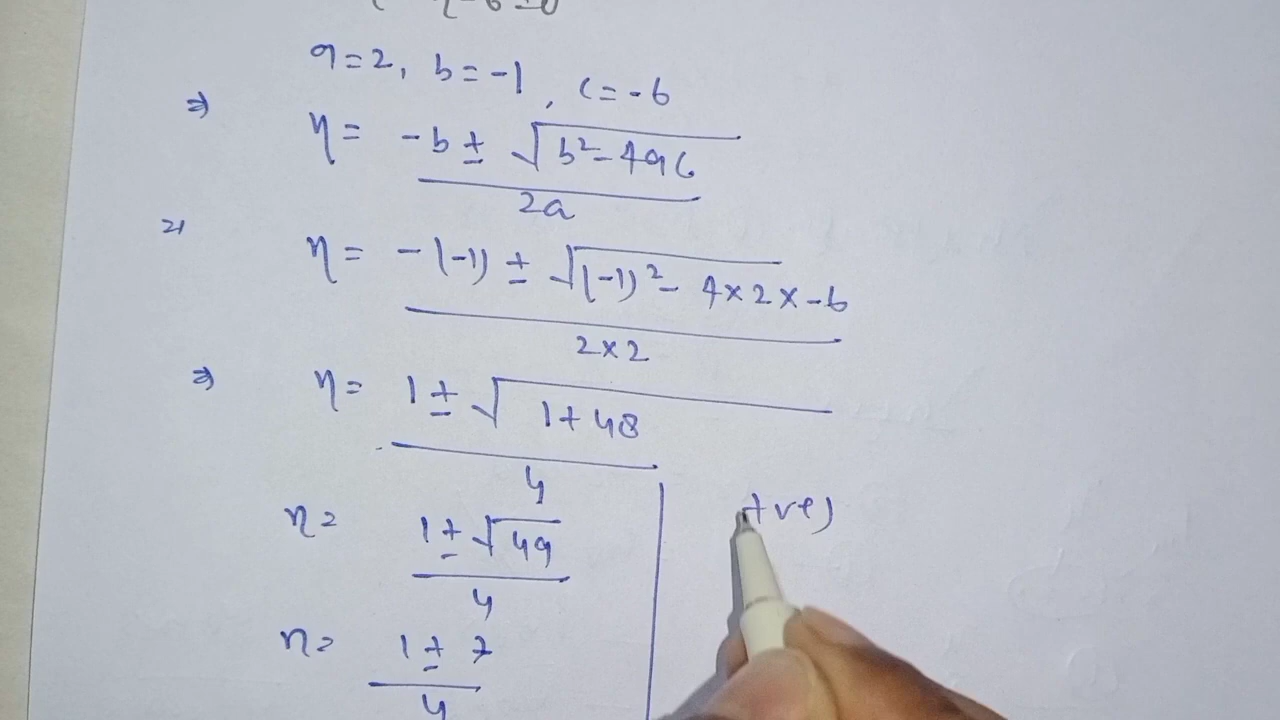 a=2, b=-1, c=-6
⇒ η= -b ± √b²-4ac
2a
⇒ η= -(-1) ± √(-1)²- 4×2×-6
2×2
⇒ η= 1 ± √1+48
4
η= 1 ± √49
4
η= 1 ± 7
4
+ve)